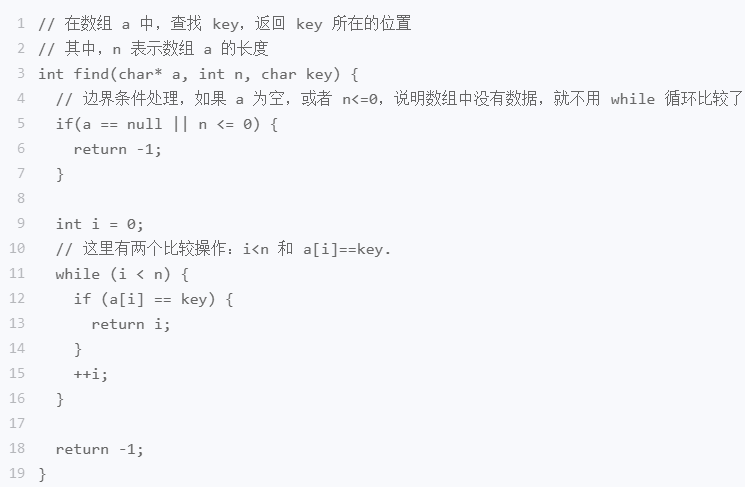 1 // 在数组 a 中，查找 key，返回 key 所在的位置
2 // 其中，n 表示数组 a 的长度
3 int find(char* a, int n, char key) {
4   // 边界条件处理，如果 a 为空，或者 n<=0，说明数组中没有数据，就不用 while 循环比较了
5   if(a == null || n <= 0) {
6     return -1;
7   }
8
9   int i = 0;
10   // 这里有两个比较操作：i<n 和 a[i]==key.
11   while (i < n) {
12     if (a[i] == key) {
13       return i;
14     }
15     ++i;
16   }
17
18   return -1;
19 }